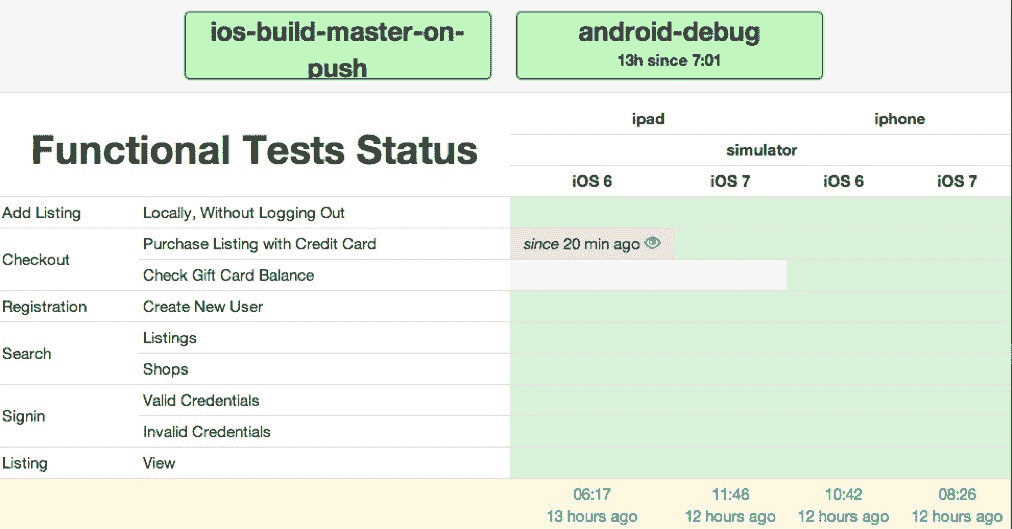 ios-build-master-on-
push
android-debug
13h since 7:01
Functional Tests Status
ipad iphone
simulator
iOS 6 iOS 7 iOS 6 iOS 7
Add Listing Locally, Without Logging Out
Checkout Purchase Listing with Credit Card since 20 min ago
Check Gift Card Balance
Registration Create New User
Search Listings
Shops
Signin Valid Credentials
Invalid Credentials
Listing View
06:17 11:46 10:42 08:26
13 hours ago 12 hours ago 12 hours ago 12 hours ago